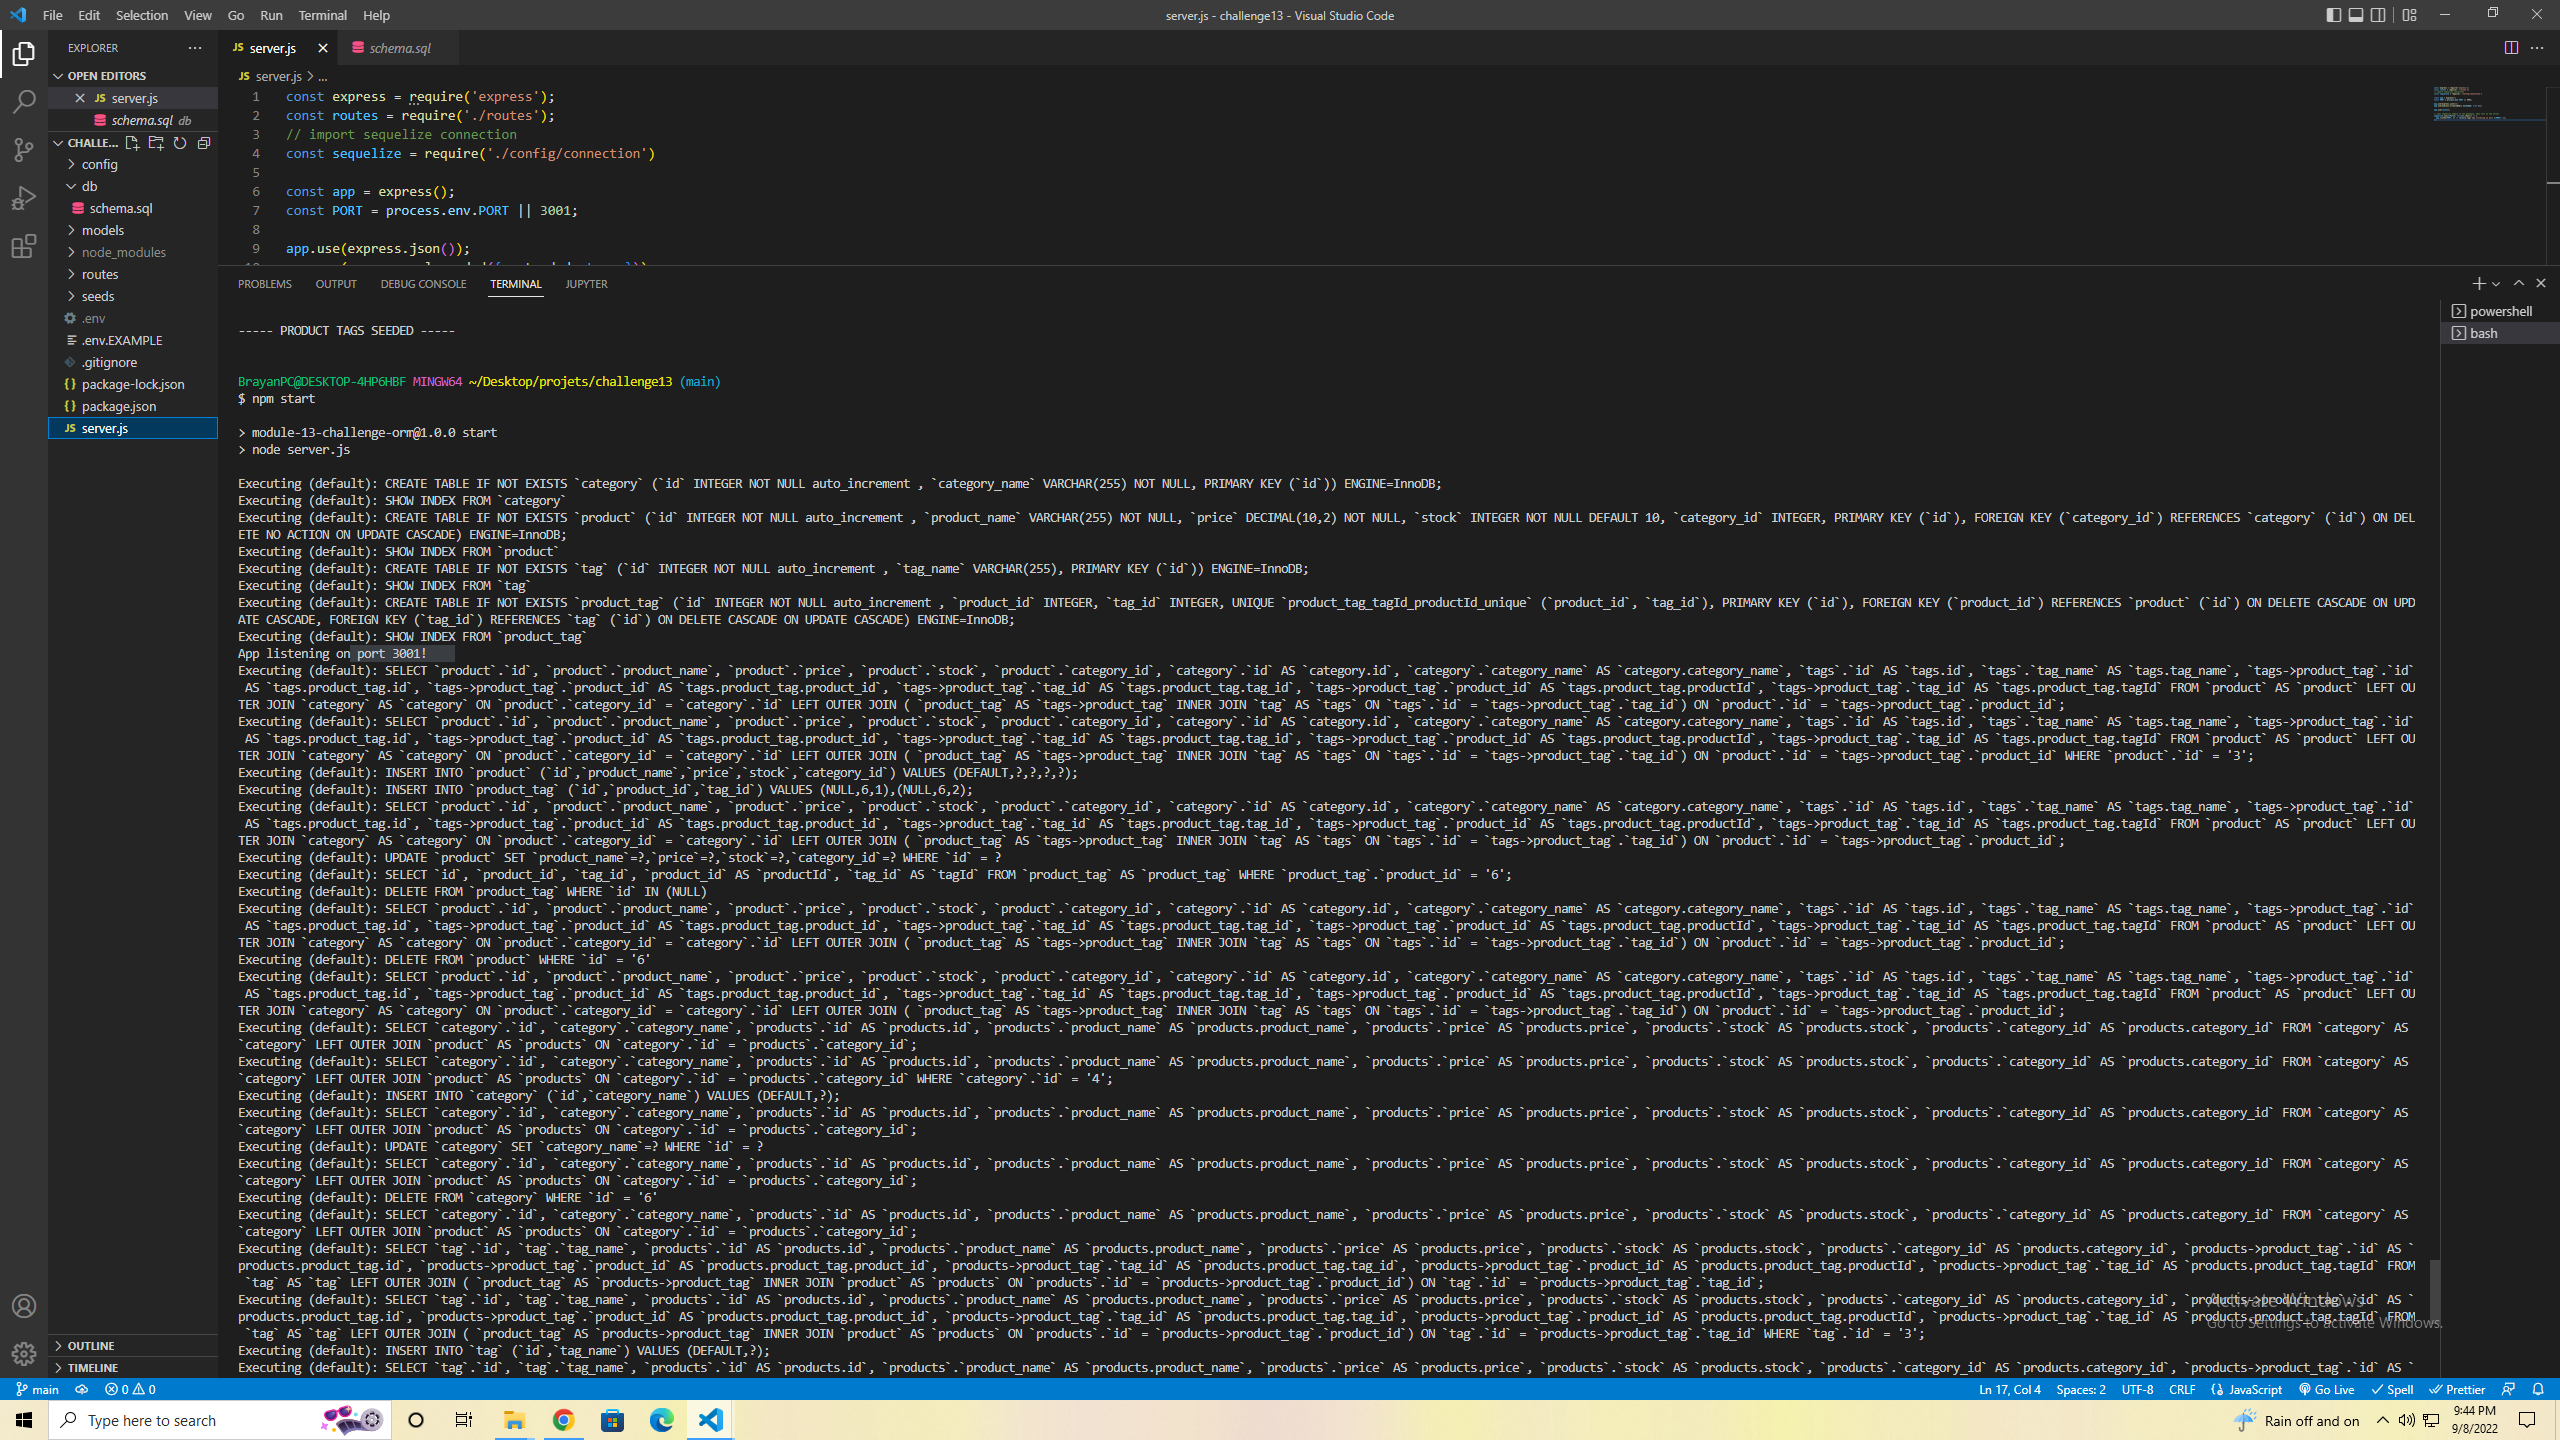 File Edit Selection View Go Run Terminal Help
server.js - challenge13 - Visual Studio Code
EXPLORER
OPEN EDITORS
JS server.js
schema.sql db
CHALLE...
config
db
schema.sql
models
node_modules
routes
seeds
.env
.env.EXAMPLE
.gitignore
{} package-lock.json
{} package.json
JS server.js
OUTLINE
TIMELINE
JS server.js
schema.sql
JS server.js > ...
1 const express = require('express');
2 const routes = require('./routes');
3 // import sequelize connection
4 const sequelize = require('./config/connection')
5
6 const app = express();
7 const PORT = process.env.PORT || 3001;
8
9 app.use(express.json());
PROBLEMS OUTPUT DEBUG CONSOLE TERMINAL JUPYTER
powershell
bash
----- PRODUCT TAGS SEEDED -----
BrayanPC@DESKTOP-4HP6HBF MINGW64 ~/Desktop/projets/challenge13 (main)
$ npm start
> module-13-challenge-orm@1.0.0 start
> node server.js
Executing (default): CREATE TABLE IF NOT EXISTS `category` (`id` INTEGER NOT NULL auto_increment , `category_name` VARCHAR(255) NOT NULL, PRIMARY KEY (`id`)) ENGINE=InnoDB;
Executing (default): SHOW INDEX FROM `category`
Executing (default): CREATE TABLE IF NOT EXISTS `product` (`id` INTEGER NOT NULL auto_increment , `product_name` VARCHAR(255) NOT NULL, `price` DECIMAL(10,2) NOT NULL, `stock` INTEGER NOT NULL DEFAULT 10, `category_id` INTEGER, PRIMARY KEY (`id`), FOREIGN KEY (`category_id`) REFERENCES `category` (`id`) ON DEL
ETE NO ACTION ON UPDATE CASCADE) ENGINE=InnoDB;
Executing (default): SHOW INDEX FROM `product`
Executing (default): CREATE TABLE IF NOT EXISTS `tag` (`id` INTEGER NOT NULL auto_increment , `tag_name` VARCHAR(255), PRIMARY KEY (`id`)) ENGINE=InnoDB;
Executing (default): SHOW INDEX FROM `tag`
Executing (default): CREATE TABLE IF NOT EXISTS `product_tag` (`id` INTEGER NOT NULL auto_increment , `product_id` INTEGER, `tag_id` INTEGER, UNIQUE `product_tag_tagId_productId_unique` (`product_id`, `tag_id`), PRIMARY KEY (`id`), FOREIGN KEY (`product_id`) REFERENCES `product` (`id`) ON DELETE CASCADE ON UPD
ATE CASCADE, FOREIGN KEY (`tag_id`) REFERENCES `tag` (`id`) ON DELETE CASCADE ON UPDATE CASCADE) ENGINE=InnoDB;
Executing (default): SHOW INDEX FROM `product_tag`
App listening on port 3001!
Executing (default): SELECT `product`.`id`, `product`.`product_name`, `product`.`price`, `product`.`stock`, `product`.`category_id`, `category`.`id` AS `category.id`, `category`.`category_name` AS `category.category_name`, `tags`.`id` AS `tags.id`, `tags`.`tag_name` AS `tags.tag_name`, `tags->product_tag`.`id`
AS `tags.product_tag.id`, `tags->product_tag`.`product_id` AS `tags.product_tag.product_id`, `tags->product_tag`.`tag_id` AS `tags.product_tag.tag_id`, `tags->product_tag`.`product_id` AS `tags.product_tag.productId`, `tags->product_tag`.`tag_id` AS `tags.product_tag.tagId` FROM `product` AS `product` LEFT OU
TER JOIN `category` AS `category` ON `product`.`category_id` = `category`.`id` LEFT OUTER JOIN ( `product_tag` AS `tags->product_tag` INNER JOIN `tag` AS `tags` ON `tags`.`id` = `tags->product_tag`.`tag_id`) ON `product`.`id` = `tags->product_tag`.`product_id`;
Executing (default): SELECT `product`.`id`, `product`.`product_name`, `product`.`price`, `product`.`stock`, `product`.`category_id`, `category`.`id` AS `category.id`, `category`.`category_name` AS `category.category_name`, `tags`.`id` AS `tags.id`, `tags`.`tag_name` AS `tags.tag_name`, `tags->product_tag`.`id`
AS `tags.product_tag.id`, `tags->product_tag`.`product_id` AS `tags.product_tag.product_id`, `tags->product_tag`.`tag_id` AS `tags.product_tag.tag_id`, `tags->product_tag`.`product_id` AS `tags.product_tag.productId`, `tags->product_tag`.`tag_id` AS `tags.product_tag.tagId` FROM `product` AS `product` LEFT OU
TER JOIN `category` AS `category` ON `product`.`category_id` = `category`.`id` LEFT OUTER JOIN ( `product_tag` AS `tags->product_tag` INNER JOIN `tag` AS `tags` ON `tags`.`id` = `tags->product_tag`.`tag_id`) ON `product`.`id` = `tags->product_tag`.`product_id` WHERE `product`.`id` = '3';
Executing (default): INSERT INTO `product` (`id`,`product_name`,`price`,`stock`,`category_id`) VALUES (DEFAULT,?,?,?,?);
Executing (default): INSERT INTO `product_tag` (`id`,`product_id`,`tag_id`) VALUES (NULL,6,1),(NULL,6,2);
Executing (default): SELECT `product`.`id`, `product`.`product_name`, `product`.`price`, `product`.`stock`, `product`.`category_id`, `category`.`id` AS `category.id`, `category`.`category_name` AS `category.category_name`, `tags`.`id` AS `tags.id`, `tags`.`tag_name` AS `tags.tag_name`, `tags->product_tag`.`id`
AS `tags.product_tag.id`, `tags->product_tag`.`product_id` AS `tags.product_tag.product_id`, `tags->product_tag`.`tag_id` AS `tags.product_tag.tag_id`, `tags->product_tag`.`product_id` AS `tags.product_tag.productId`, `tags->product_tag`.`tag_id` AS `tags.product_tag.tagId` FROM `product` AS `product` LEFT OU
TER JOIN `category` AS `category` ON `product`.`category_id` = `category`.`id` LEFT OUTER JOIN ( `product_tag` AS `tags->product_tag` INNER JOIN `tag` AS `tags` ON `tags`.`id` = `tags->product_tag`.`tag_id`) ON `product`.`id` = `tags->product_tag`.`product_id`;
Executing (default): UPDATE `product` SET `product_name`=?,`price`=?,`stock`=?,`category_id`=? WHERE `id` = ?
Executing (default): SELECT `id`, `product_id`, `tag_id`, `product_id` AS `productId`, `tag_id` AS `tagId` FROM `product_tag` AS `product_tag` WHERE `product_tag`.`product_id` = '6';
Executing (default): DELETE FROM `product_tag` WHERE `id` IN (NULL)
Executing (default): SELECT `product`.`id`, `product`.`product_name`, `product`.`price`, `product`.`stock`, `product`.`category_id`, `category`.`id` AS `category.id`, `category`.`category_name` AS `category.category_name`, `tags`.`id` AS `tags.id`, `tags`.`tag_name` AS `tags.tag_name`, `tags->product_tag`.`id`
AS `tags.product_tag.id`, `tags->product_tag`.`product_id` AS `tags.product_tag.product_id`, `tags->product_tag`.`tag_id` AS `tags.product_tag.tag_id`, `tags->product_tag`.`product_id` AS `tags.product_tag.productId`, `tags->product_tag`.`tag_id` AS `tags.product_tag.tagId` FROM `product` AS `product` LEFT OU
TER JOIN `category` AS `category` ON `product`.`category_id` = `category`.`id` LEFT OUTER JOIN ( `product_tag` AS `tags->product_tag` INNER JOIN `tag` AS `tags` ON `tags`.`id` = `tags->product_tag`.`tag_id`) ON `product`.`id` = `tags->product_tag`.`product_id`;
Executing (default): DELETE FROM `product` WHERE `id` = '6'
Executing (default): SELECT `product`.`id`, `product`.`product_name`, `product`.`price`, `product`.`stock`, `product`.`category_id`, `category`.`id` AS `category.id`, `category`.`category_name` AS `category.category_name`, `tags`.`id` AS `tags.id`, `tags`.`tag_name` AS `tags.tag_name`, `tags->product_tag`.`id`
AS `tags.product_tag.id`, `tags->product_tag`.`product_id` AS `tags.product_tag.product_id`, `tags->product_tag`.`tag_id` AS `tags.product_tag.tag_id`, `tags->product_tag`.`product_id` AS `tags.product_tag.productId`, `tags->product_tag`.`tag_id` AS `tags.product_tag.tagId` FROM `product` AS `product` LEFT OU
TER JOIN `category` AS `category` ON `product`.`category_id` = `category`.`id` LEFT OUTER JOIN ( `product_tag` AS `tags->product_tag` INNER JOIN `tag` AS `tags` ON `tags`.`id` = `tags->product_tag`.`tag_id`) ON `product`.`id` = `tags->product_tag`.`product_id`;
Executing (default): SELECT `category`.`id`, `category`.`category_name`, `products`.`id` AS `products.id`, `products`.`product_name` AS `products.product_name`, `products`.`price` AS `products.price`, `products`.`stock` AS `products.stock`, `products`.`category_id` AS `products.category_id` FROM `category` AS
`category` LEFT OUTER JOIN `product` AS `products` ON `category`.`id` = `products`.`category_id`;
Executing (default): SELECT `category`.`id`, `category`.`category_name`, `products`.`id` AS `products.id`, `products`.`product_name` AS `products.product_name`, `products`.`price` AS `products.price`, `products`.`stock` AS `products.stock`, `products`.`category_id` AS `products.category_id` FROM `category` AS
`category` LEFT OUTER JOIN `product` AS `products` ON `category`.`id` = `products`.`category_id` WHERE `category`.`id` = '4';
Executing (default): INSERT INTO `category` (`id`,`category_name`) VALUES (DEFAULT,?);
Executing (default): SELECT `category`.`id`, `category`.`category_name`, `products`.`id` AS `products.id`, `products`.`product_name` AS `products.product_name`, `products`.`price` AS `products.price`, `products`.`stock` AS `products.stock`, `products`.`category_id` AS `products.category_id` FROM `category` AS
`category` LEFT OUTER JOIN `product` AS `products` ON `category`.`id` = `products`.`category_id`;
Executing (default): UPDATE `category` SET `category_name`=? WHERE `id` = ?
Executing (default): SELECT `category`.`id`, `category`.`category_name`, `products`.`id` AS `products.id`, `products`.`product_name` AS `products.product_name`, `products`.`price` AS `products.price`, `products`.`stock` AS `products.stock`, `products`.`category_id` AS `products.category_id` FROM `category` AS
`category` LEFT OUTER JOIN `product` AS `products` ON `category`.`id` = `products`.`category_id`;
Executing (default): DELETE FROM `category` WHERE `id` = '6'
Executing (default): SELECT `category`.`id`, `category`.`category_name`, `products`.`id` AS `products.id`, `products`.`product_name` AS `products.product_name`, `products`.`price` AS `products.price`, `products`.`stock` AS `products.stock`, `products`.`category_id` AS `products.category_id` FROM `category` AS
`category` LEFT OUTER JOIN `product` AS `products` ON `category`.`id` = `products`.`category_id`;
Executing (default): SELECT `tag`.`id`, `tag`.`tag_name`, `products`.`id` AS `products.id`, `products`.`product_name` AS `products.product_name`, `products`.`price` AS `products.price`, `products`.`stock` AS `products.stock`, `products`.`category_id` AS `products.category_id`, `products->product_tag`.`id` AS `
products.product_tag.id`, `products->product_tag`.`product_id` AS `products.product_tag.product_id`, `products->product_tag`.`tag_id` AS `products.product_tag.tag_id`, `products->product_tag`.`product_id` AS `products.product_tag.productId`, `products->product_tag`.`tag_id` AS `products.product_tag.tagId` FROM
`tag` AS `tag` LEFT OUTER JOIN ( `product_tag` AS `products->product_tag` INNER JOIN `product` AS `products` ON `products`.`id` = `products->product_tag`.`product_id`) ON `tag`.`id` = `products->product_tag`.`tag_id`;
Executing (default): SELECT `tag`.`id`, `tag`.`tag_name`, `products`.`id` AS `products.id`, `products`.`product_name` AS `products.product_name`, `products`.`price` AS `products.price`, `products`.`stock` AS `products.stock`, `products`.`category_id` AS `products.category_id`, `products->product_tag`.`id` AS `
products.product_tag.id`, `products->product_tag`.`product_id` AS `products.product_tag.product_id`, `products->product_tag`.`tag_id` AS `products.product_tag.tag_id`, `products->product_tag`.`product_id` AS `products.product_tag.productId`, `products->product_tag`.`tag_id` AS `products.product_tag.tagId` FROM
`tag` AS `tag` LEFT OUTER JOIN ( `product_tag` AS `products->product_tag` INNER JOIN `product` AS `products` ON `products`.`id` = `products->product_tag`.`product_id`) ON `tag`.`id` = `products->product_tag`.`tag_id` WHERE `tag`.`id` = '3';
Executing (default): INSERT INTO `tag` (`id`,`tag_name`) VALUES (DEFAULT,?);
Executing (default): SELECT `tag`.`id`, `tag`.`tag_name`, `products`.`id` AS `products.id`, `products`.`product_name` AS `products.product_name`, `products`.`price` AS `products.price`, `products`.`stock` AS `products.stock`, `products`.`category_id` AS `products.category_id`, `products->product_tag`.`id` AS `
Activate Windows
Go to Settings to activate Windows.
main 0 0
Ln 17, Col 4 Spaces: 2 UTF-8 CRLF JavaScript Go Live Spell Prettier
Type here to search
Rain off and on
9:44 PM
9/8/2022